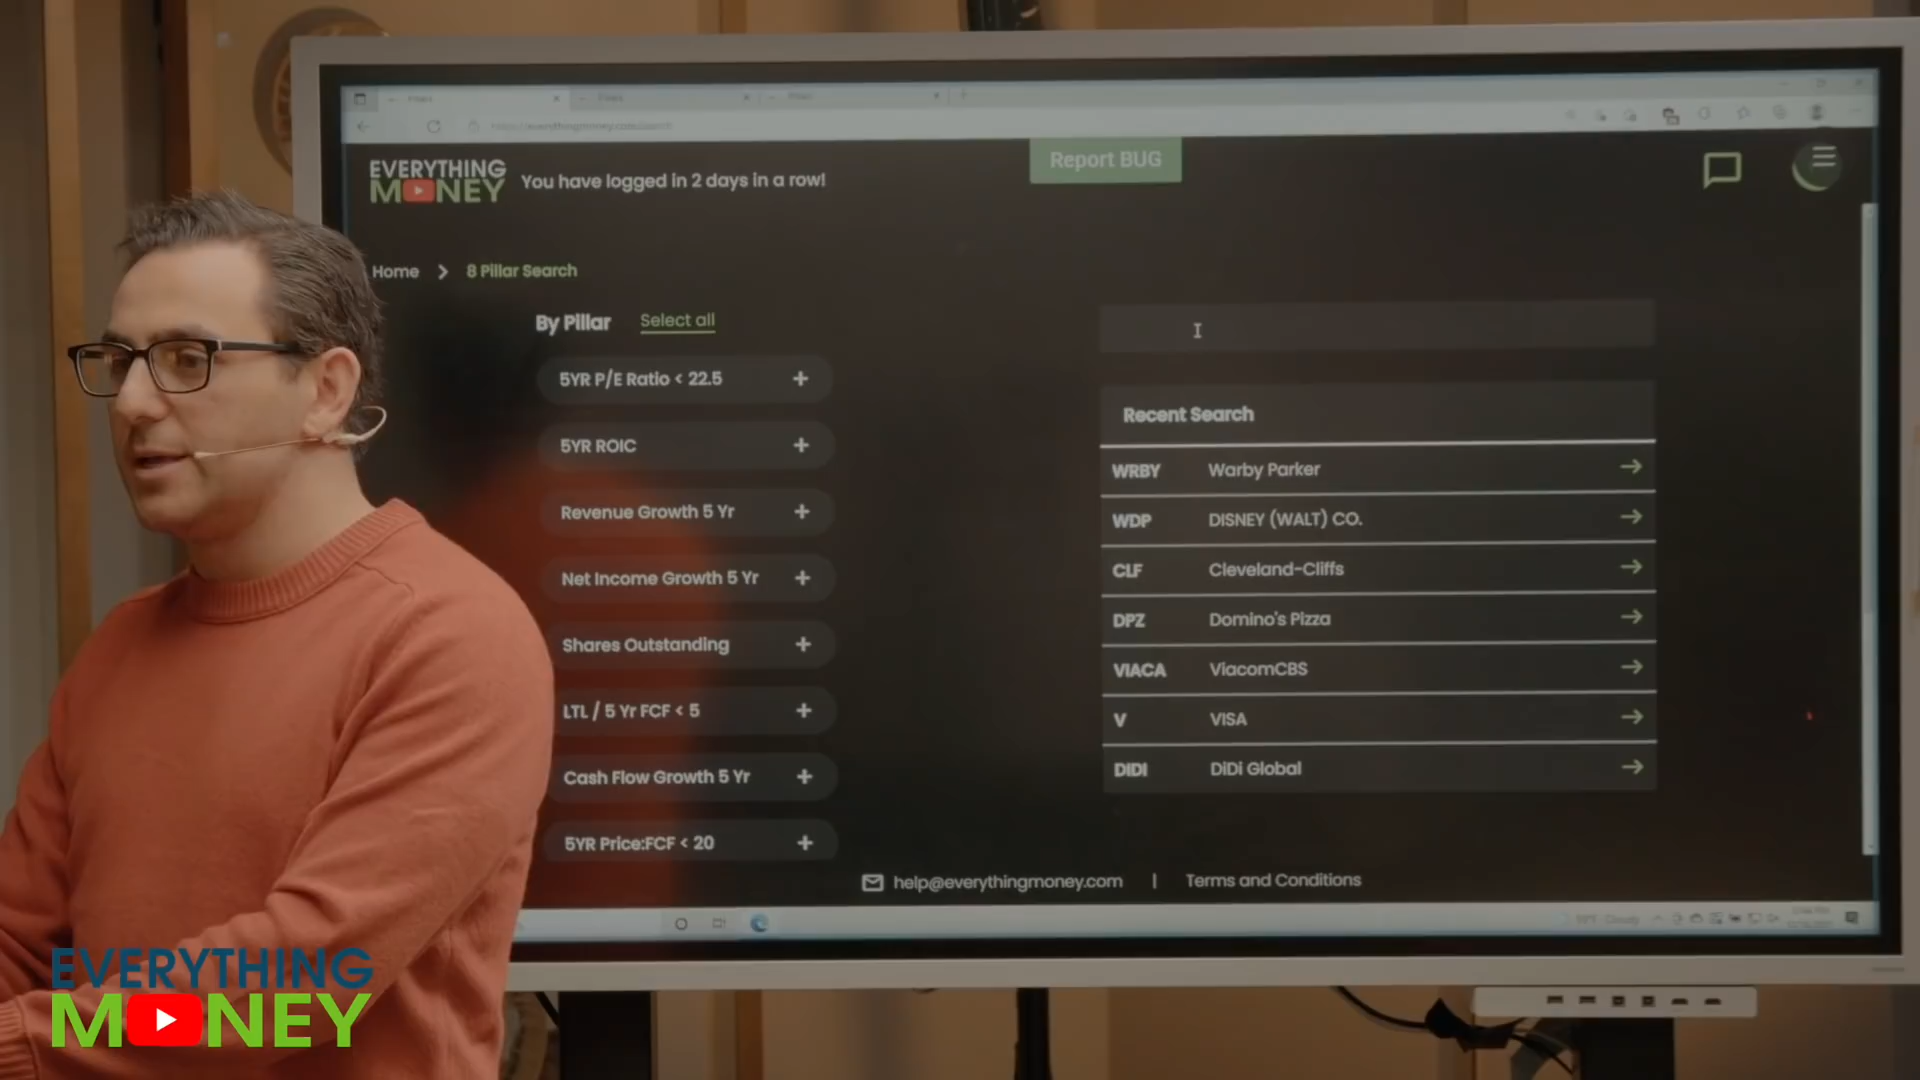 EVERYTHING
MONEY
You have logged in 2 days in a row!
Report BUG
Home > 8 Pillar Search
By Pillar
Select all
5YR P/E Ratio < 22.5 +
5YR ROIC +
Revenue Growth 5 Yr +
Net Income Growth 5 Yr +
Shares Outstanding +
LTL / 5 Yr FCF < 5 +
Cash Flow Growth 5 Yr +
5YR Price:FCF < 20 +
Recent Search
WRBY Warby Parker →
WDP DISNEY (WALT) CO. →
CLF Cleveland-Cliffs →
DPZ Domino's Pizza →
VIACA ViacomCBS →
V VISA →
DIDI DiDi Global →
help@everythingmoney.com | Terms and Conditions
EVERYTHING
MONEY